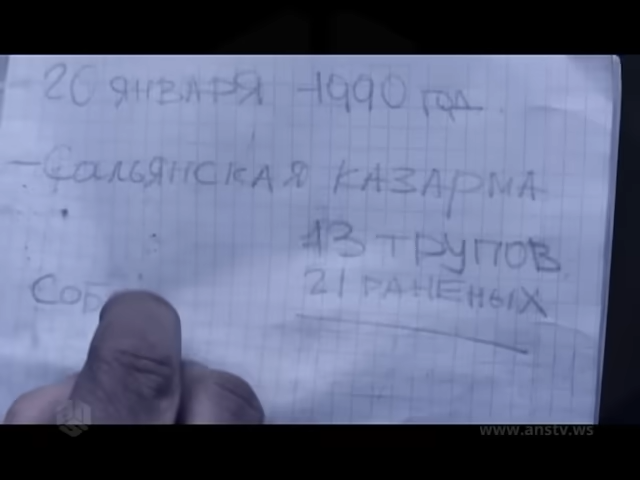 - 20 ЯНВАРЯ -1990 год
- Сальянская КАЗАРМА
13 ТРУПОВ
21 РАНЕНЫХ
www.anstv.ws